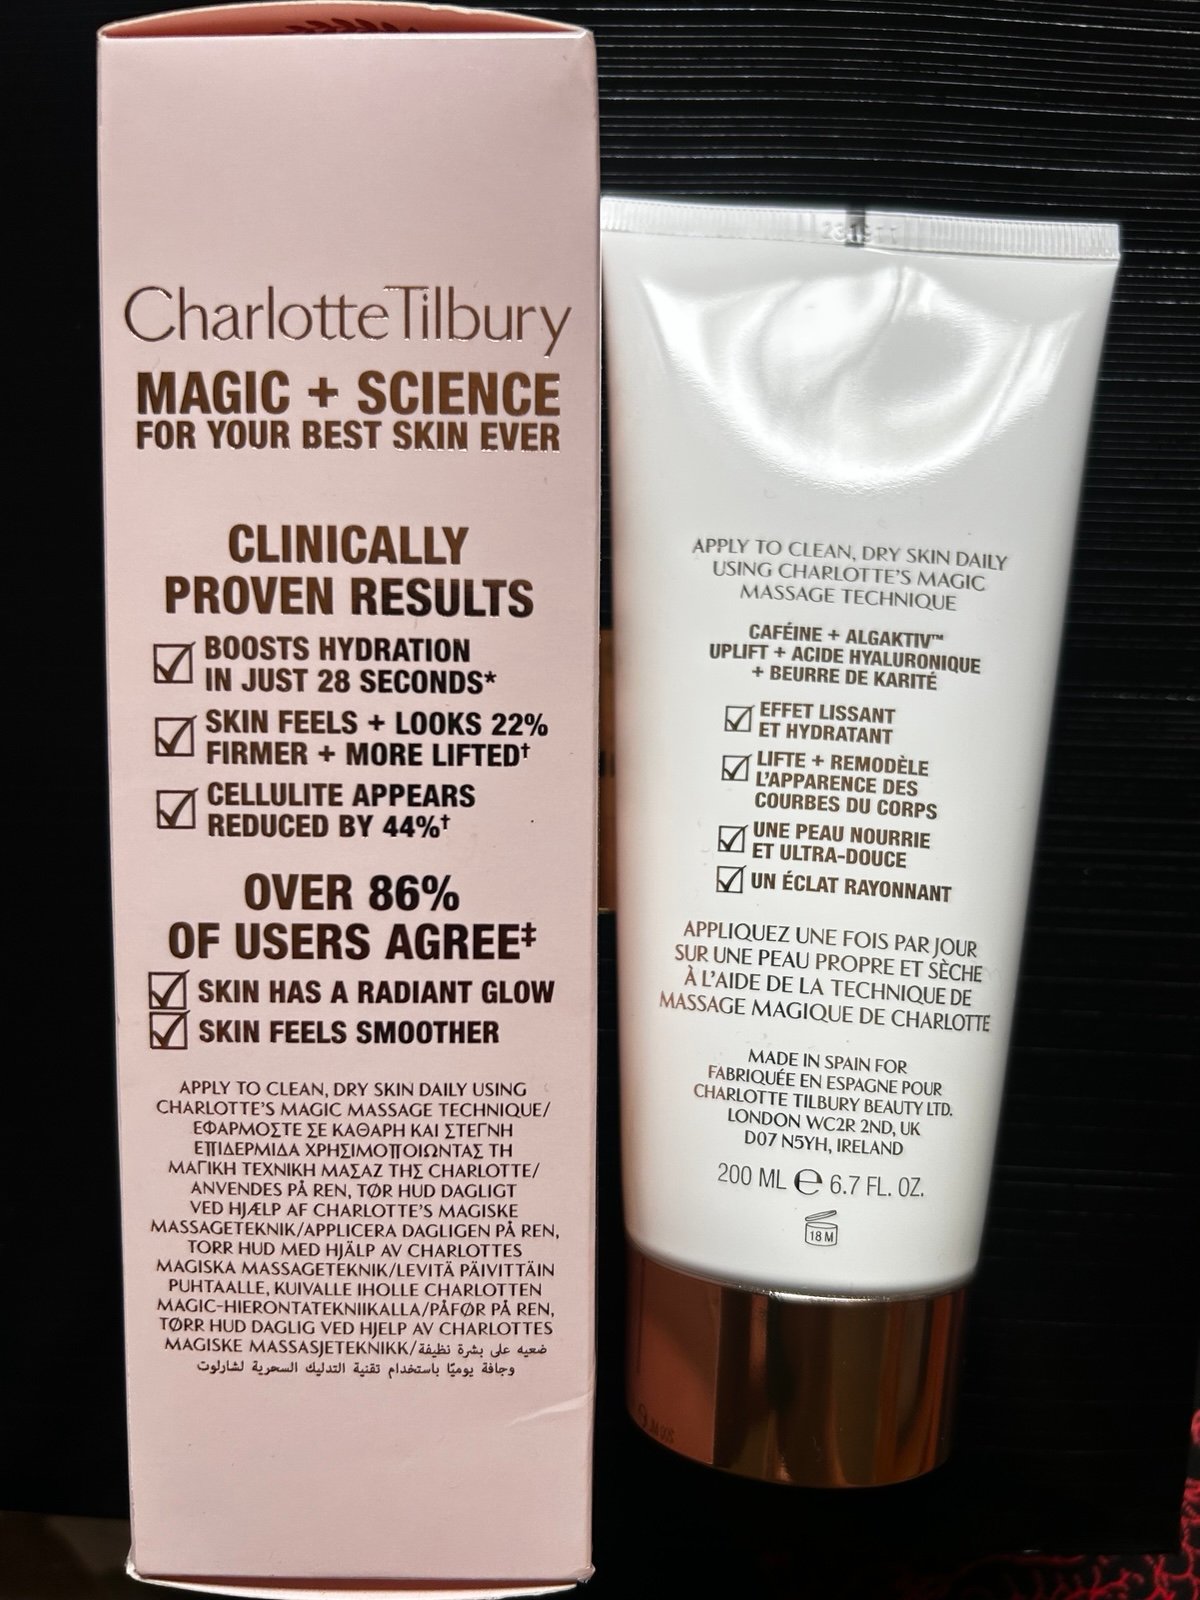 Charlotte Tilbury
MAGIC + SCIENCE
FOR YOUR BEST SKIN EVER
CLINICALLY
PROVEN RESULTS
BOOSTS HYDRATION
IN JUST 28 SECONDS*
SKIN FEELS + LOOKS 22%
FIRMER + MORE LIFTED†
CELLULITE APPEARS
REDUCED BY 44%†
OVER 86%
OF USERS AGREE‡
SKIN HAS A RADIANT GLOW
SKIN FEELS SMOOTHER
APPLY TO CLEAN, DRY SKIN DAILY USING
CHARLOTTE'S MAGIC MASSAGE TECHNIQUE/
ΕΦΑΡΜΟΣΤΕ ΣΕ ΚΑΘΑΡΗ ΚΑΙ ΣΤΕΓΝΗ
ΕΠΙΔΕΡΜΙΔΑ ΧΡΗΣΙΜΟΠΟΙΩΝΤΑΣ ΤΗ
ΜΑΓΙΚΗ ΤΕΧΝΙΚΗ ΜΑΣΑΖ ΤΗΣ CHARLOTTE/
ANVENDES PÅ REN, TØR HUD DAGLIGT
VED HJÆLP AF CHARLOTTE'S MAGISKE
MASSAGETEKNIK/APPLICERA DAGLIGEN PÅ REN,
TORR HUD MED HJÄLP AV CHARLOTTES
MAGISKA MASSAGETEKNIK/LEVITÄ PÄIVITTÄIN
PUHTAALLE, KUIVALLE IHOLLE CHARLOTTEN
MAGIC-HIERONTATEKNIIKALLA/PÅFØR PÅ REN,
TØRR HUD DAGLIG VED HJELP AV CHARLOTTES
MAGISKE MASSASJETEKNIKK/ضعيه على بشرة نظيفة
وجافة يوميًا باستخدام تقنية التدليك السحرية لشارلوت
APPLY TO CLEAN, DRY SKIN DAILY
USING CHARLOTTE'S MAGIC
MASSAGE TECHNIQUE
CAFÉINE + ALGAKTIV™
UPLIFT + ACIDE HYALURONIQUE
+ BEURRE DE KARITÉ
EFFET LISSANT
ET HYDRATANT
LIFTE + REMODÈLE
L'APPARENCE DES
COURBES DU CORPS
UNE PEAU NOURRIE
ET ULTRA-DOUCE
UN ÉCLAT RAYONNANT
APPLIQUEZ UNE FOIS PAR JOUR
SUR UNE PEAU PROPRE ET SÈCHE
À L'AIDE DE LA TECHNIQUE DE
MASSAGE MAGIQUE DE CHARLOTTE
MADE IN SPAIN FOR
FABRIQUÉE EN ESPAGNE POUR
CHARLOTTE TILBURY BEAUTY LTD.
LONDON WC2R 2ND, UK
D07 N5YH, IRELAND
200 ML e 6.7 FL. OZ.
18 M